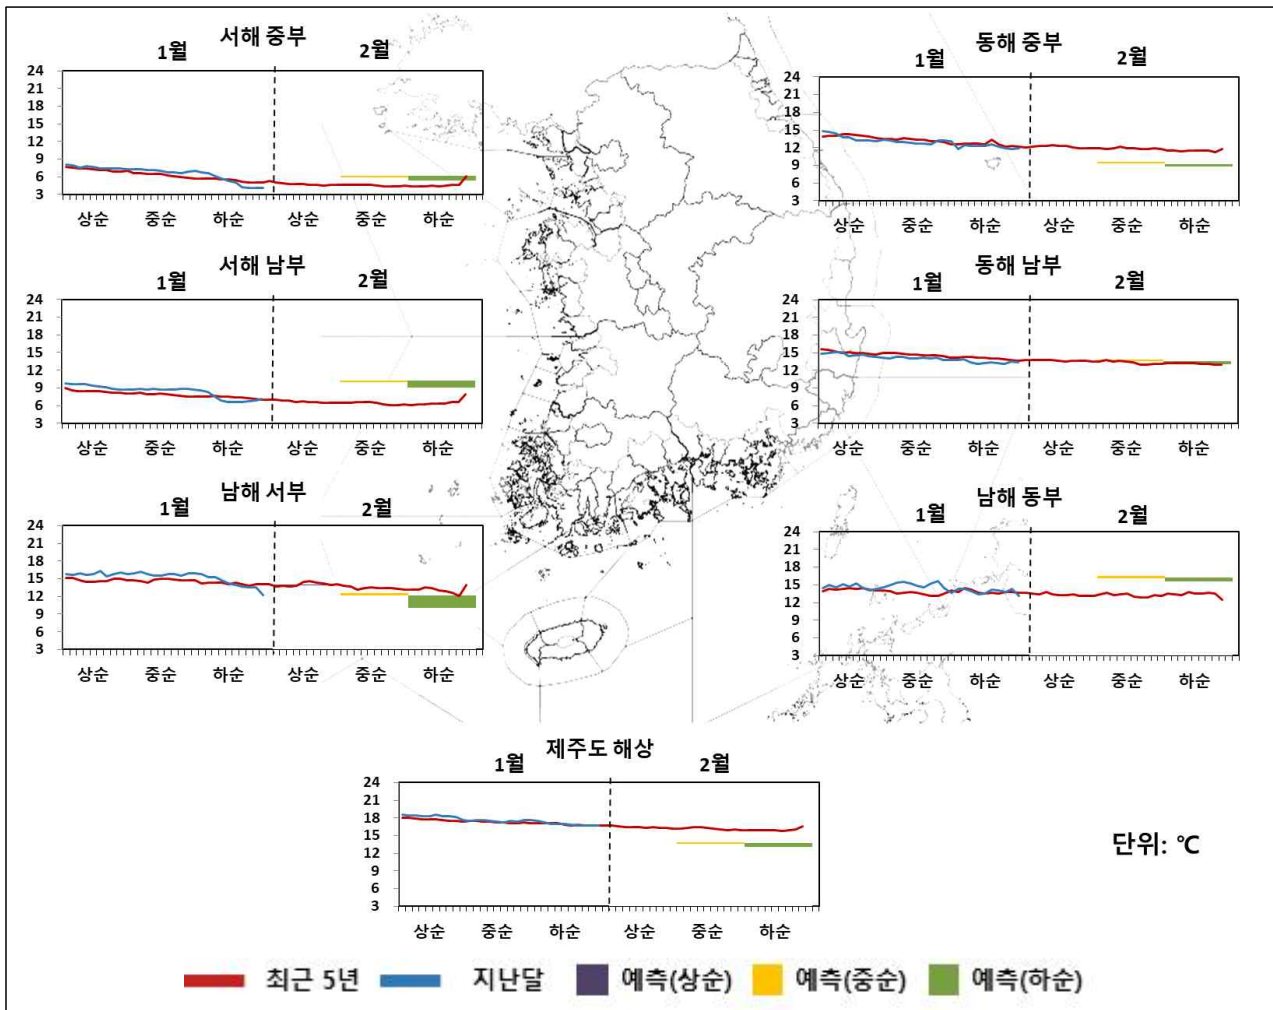 서해 중부
1월 2월
24
21
18
15
12
9
6
3
상순 중순 하순 상순 중순 하순
동해 중부
1월 2월
24
21
18
15
12
9
6
3
상순 중순 하순 상순 중순 하순
서해 남부
1월 2월
24
21
18
15
12
9
6
3
상순 중순 하순 상순 중순 하순
동해 남부
1월 2월
24
21
18
15
12
9
6
3
상순 중순 하순 상순 중순 하순
남해 서부
1월 2월
24
21
18
15
12
9
6
3
상순 중순 하순 상순 중순 하순
남해 동부
1월 2월
24
21
18
15
12
9
6
3
상순 중순 하순 상순 중순 하순
제주도 해상
1월 2월
24
21
18
15
12
9
6
3
상순 중순 하순 상순 중순 하순
단위: ℃
최근 5년 지난달 예측(상순) 예측(중순) 예측(하순)